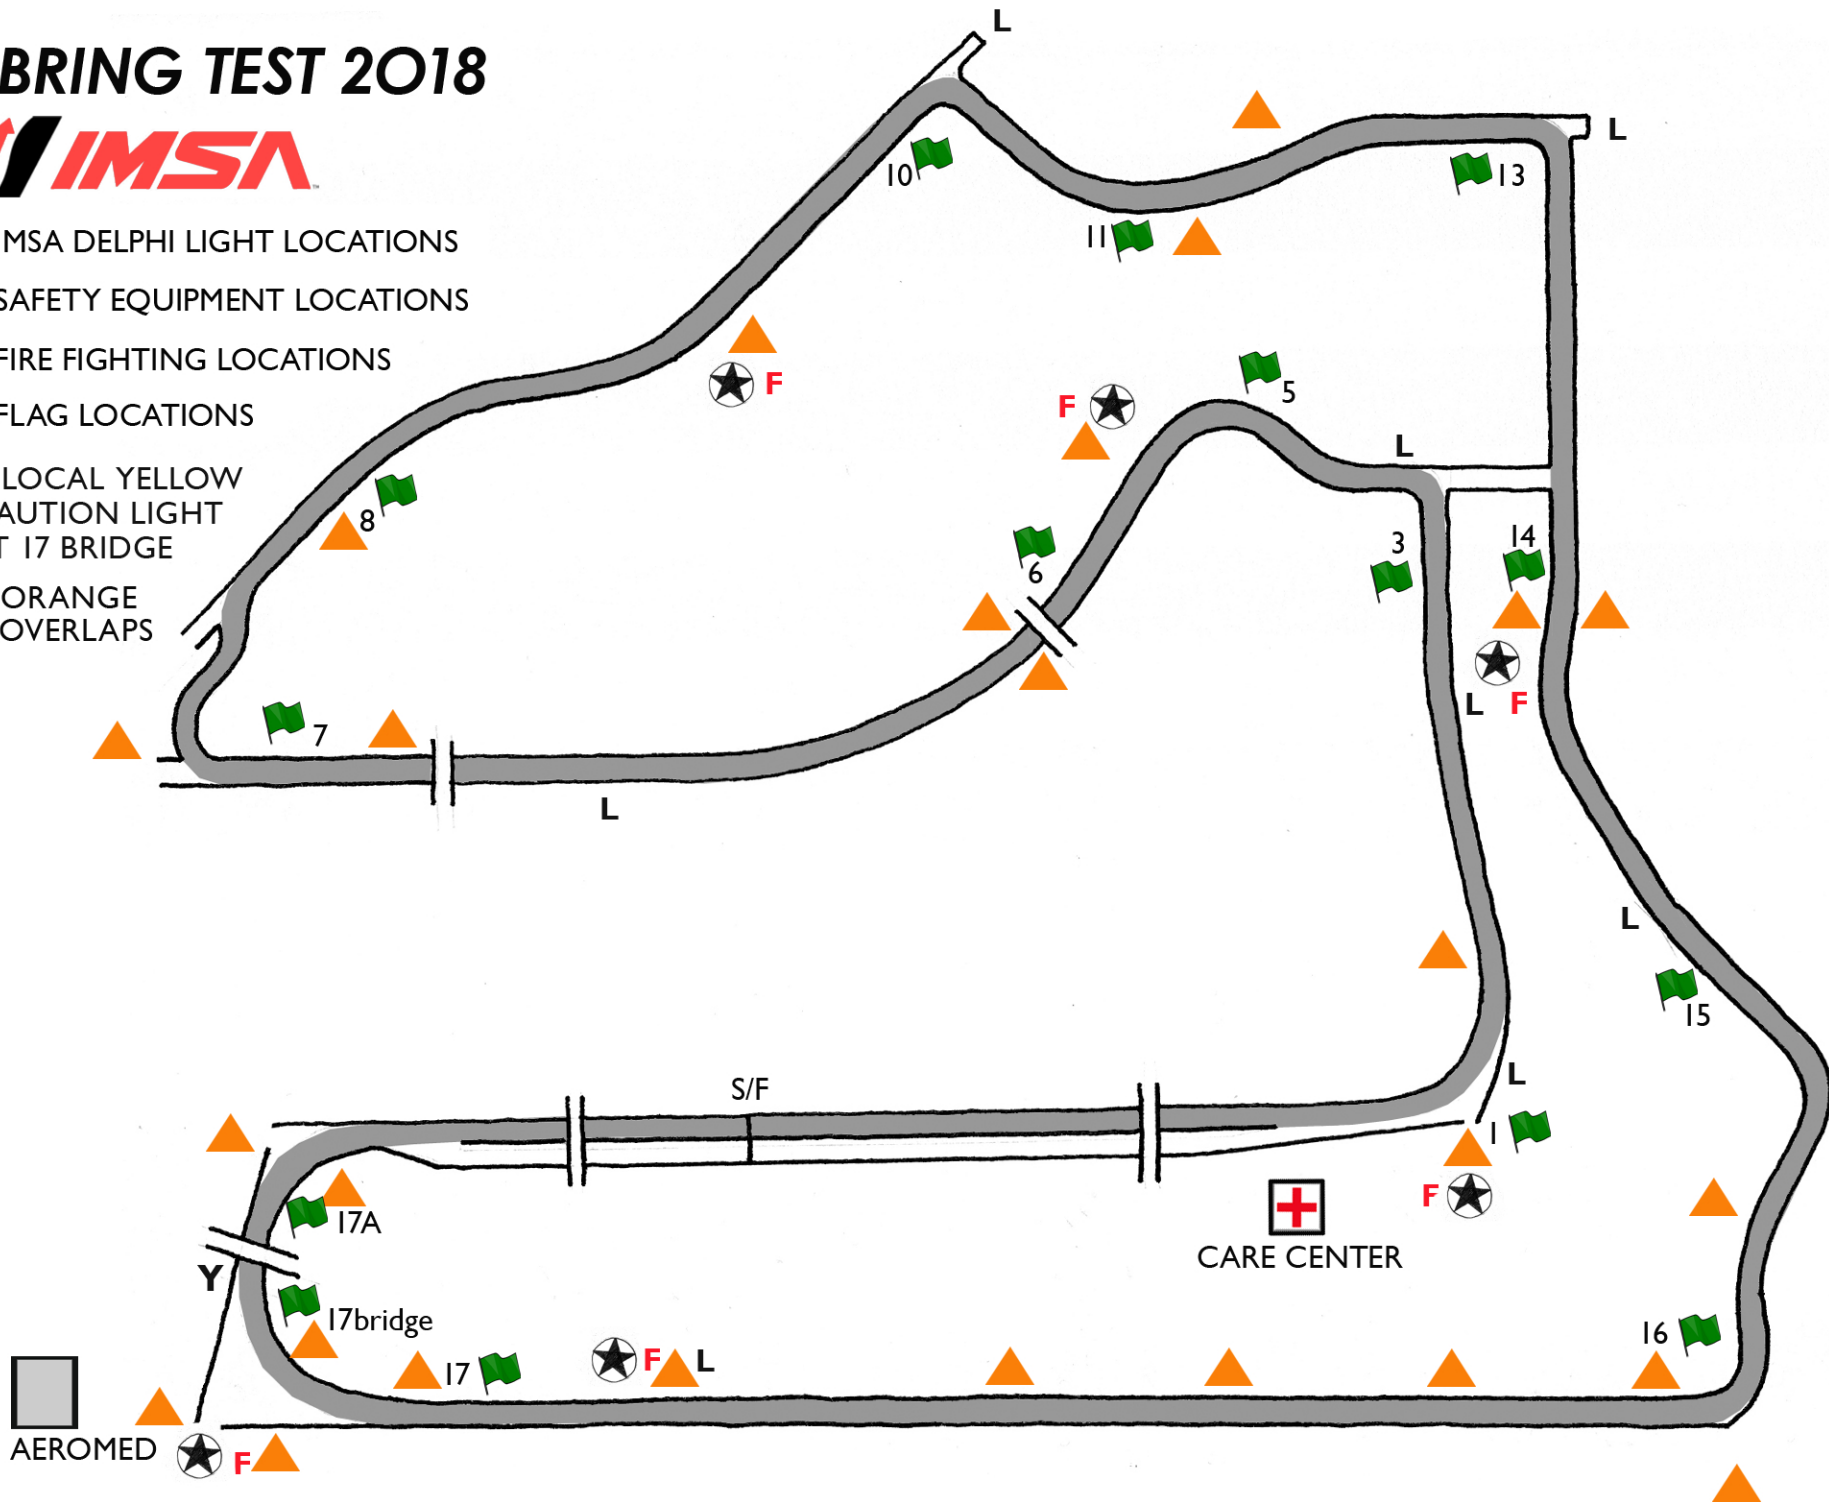 BRING TEST 2018
IMSA
MSA DELPHI LIGHT LOCATIONS
SAFETY EQUIPMENT LOCATIONS
FIRE FIGHTING LOCATIONS
FLAG LOCATIONS
LOCAL YELLOW
AUTION LIGHT
T 17 BRIDGE
ORANGE
OVERLAPS
L
L
10
13
11
F
F
5
L
8
6
3
14
L
F
7
L
L
15
S/F
L
1
F
17A
CARE CENTER
Y
17bridge
16
17
F
L
AEROMED
F